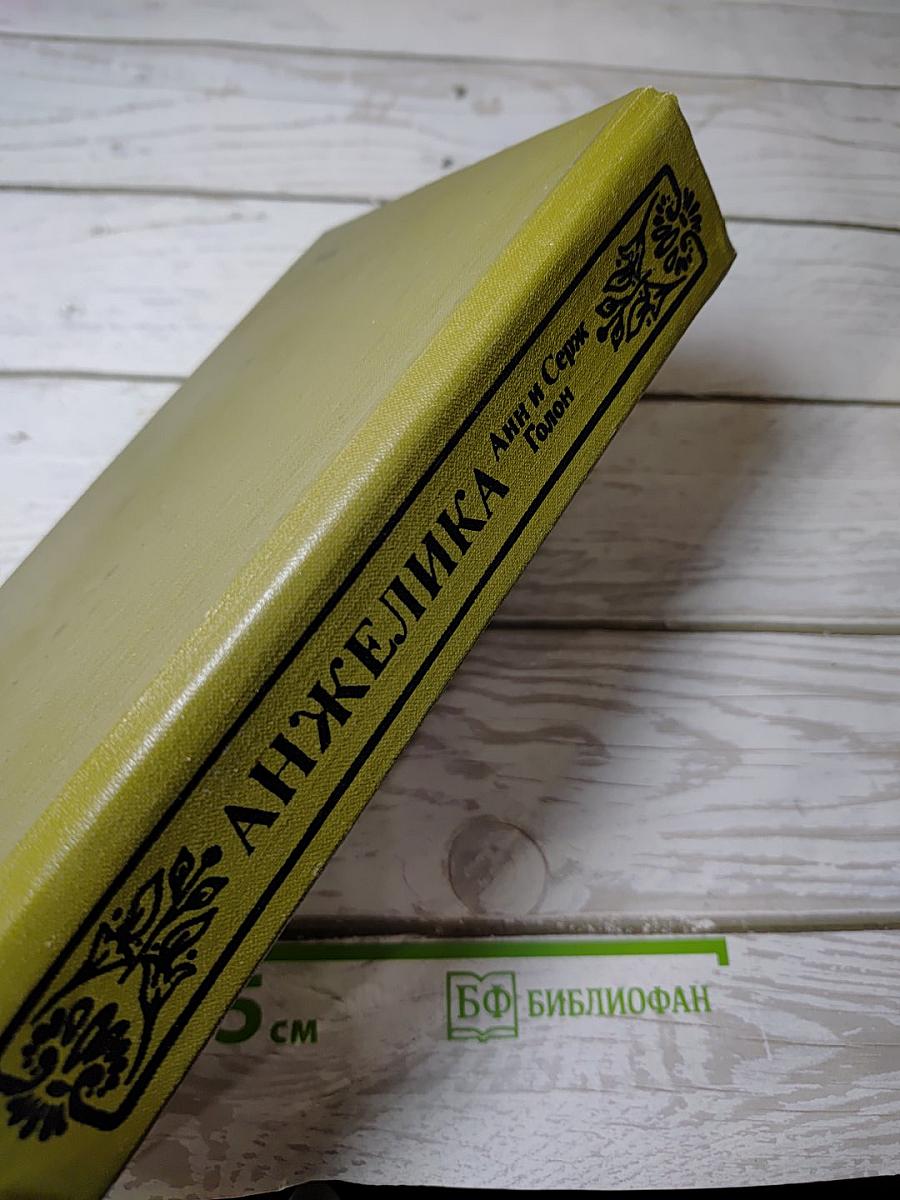 АНЖЕЛИКА
Анн и Серж
Голон
5 см
БФ БИБЛИОФАН